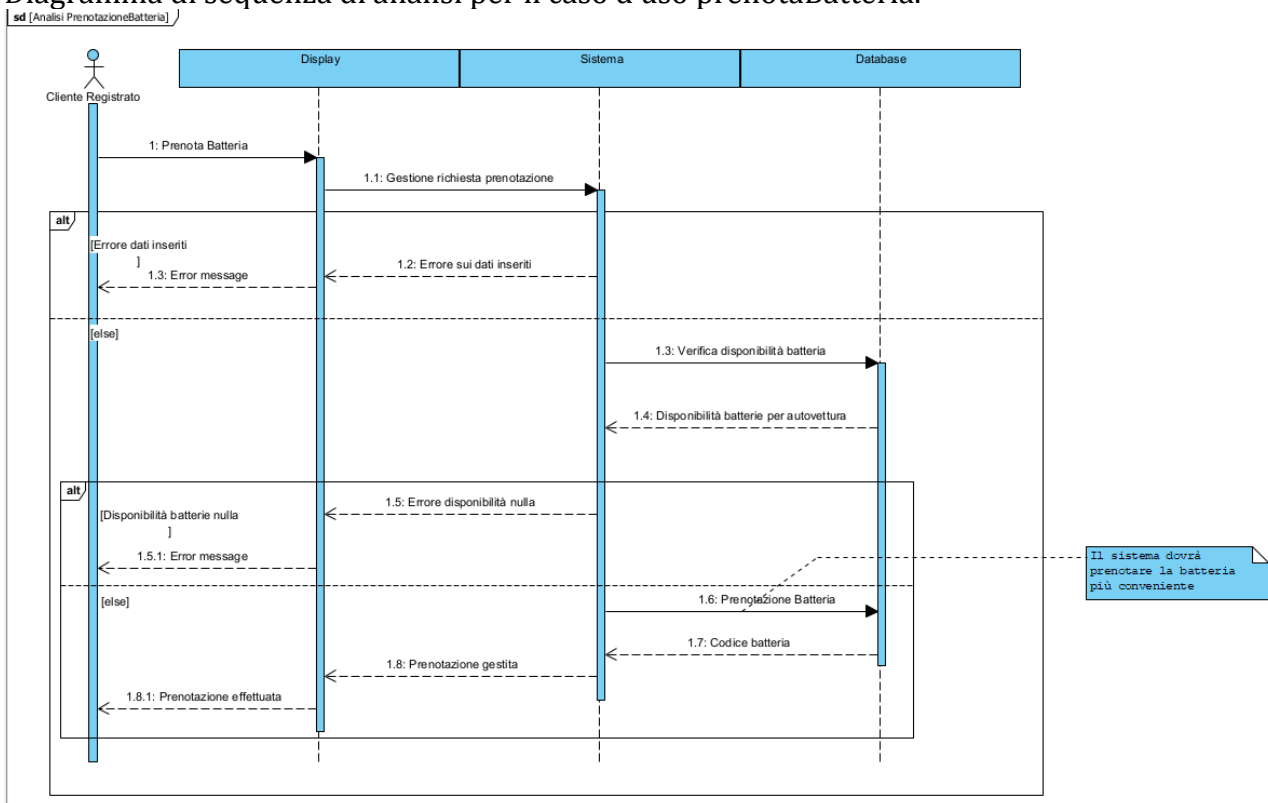 Diagramma di sequenza di analisi per il caso d'uso prenotaBatteria.
sd [Analisi PrenotazioneBatteria]
Display
Sistema
Database
Cliente Registrato
1: Prenota Batteria
1.1: Gestione richiesta prenotazione
alt
[Errore dati inseriti
]
1.2: Errore sui dati inseriti
1.3: Error message
[else]
1.3: Verifica disponibilità batteria
1.4: Disponibilità batterie per autovettura
alt
1.5: Errore disponibilità nulla
[Disponibilità batterie nulla
]
1.5.1: Error message
Il sistema dovrà
prenotare la batteria
più conveniente
[else]
1.6: Prenotazione Batteria
1.7: Codice batteria
1.8: Prenotazione gestita
1.8.1: Prenotazione effettuata